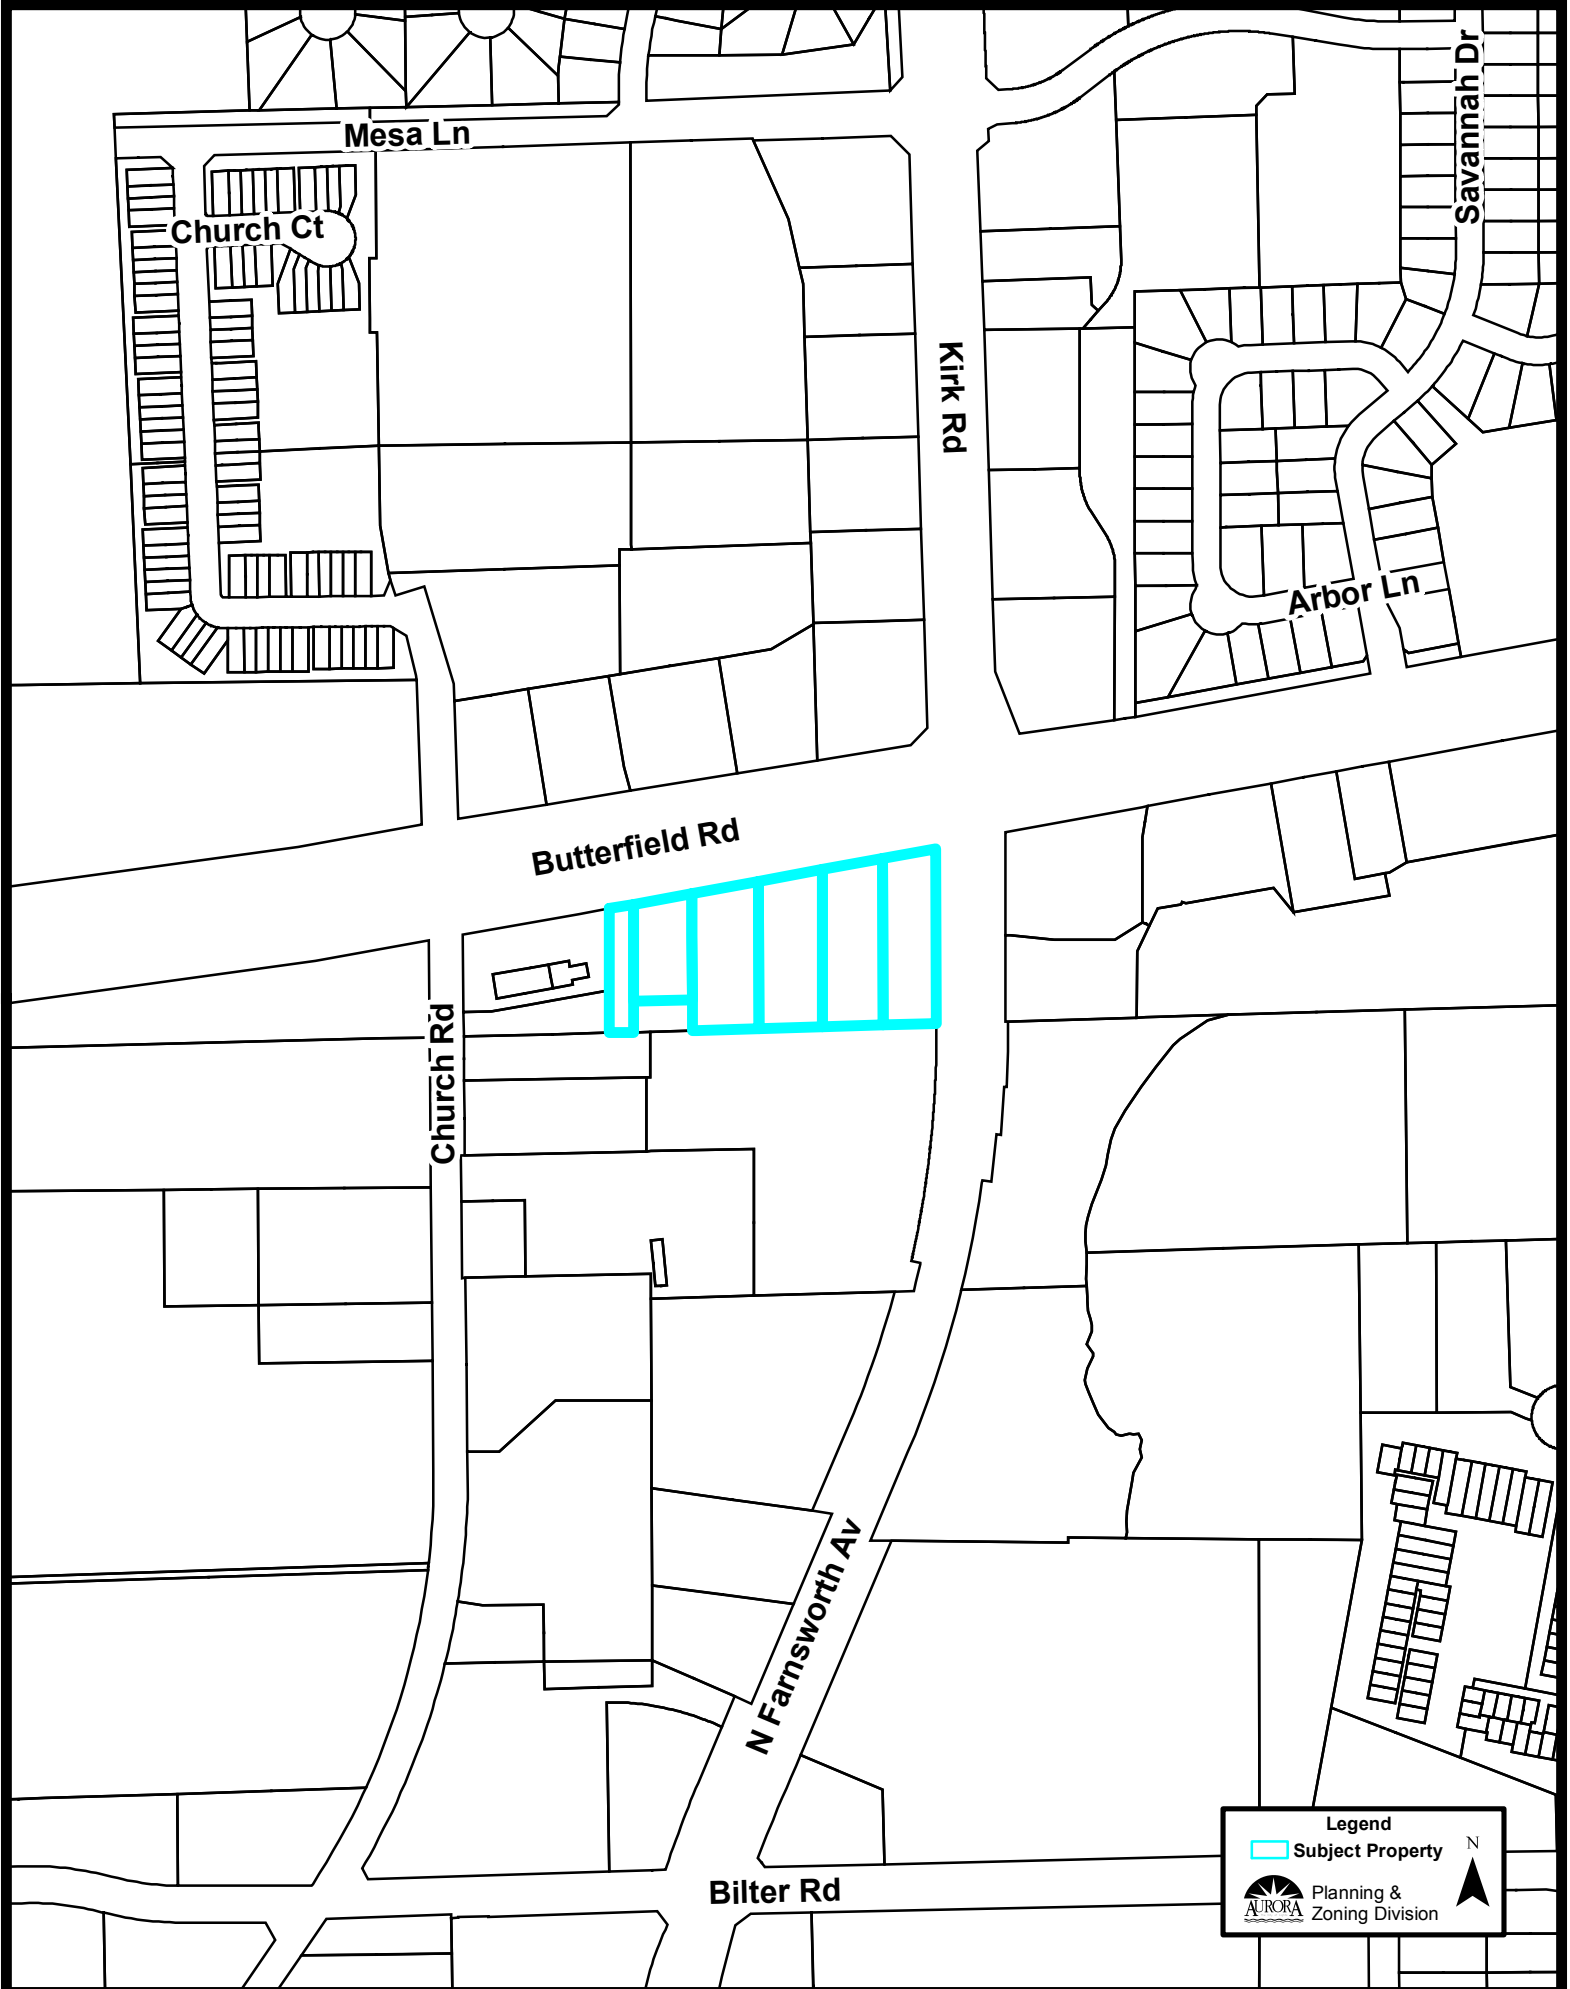 Savannah Dr
Mesa Ln
Church Ct
Kirk Rd
Arbor Ln
Butterfield Rd
Church Rd
N Farnsworth Av
Bilter Rd
Legend
Subject Property
N
AURORA
Planning &
Zoning Division